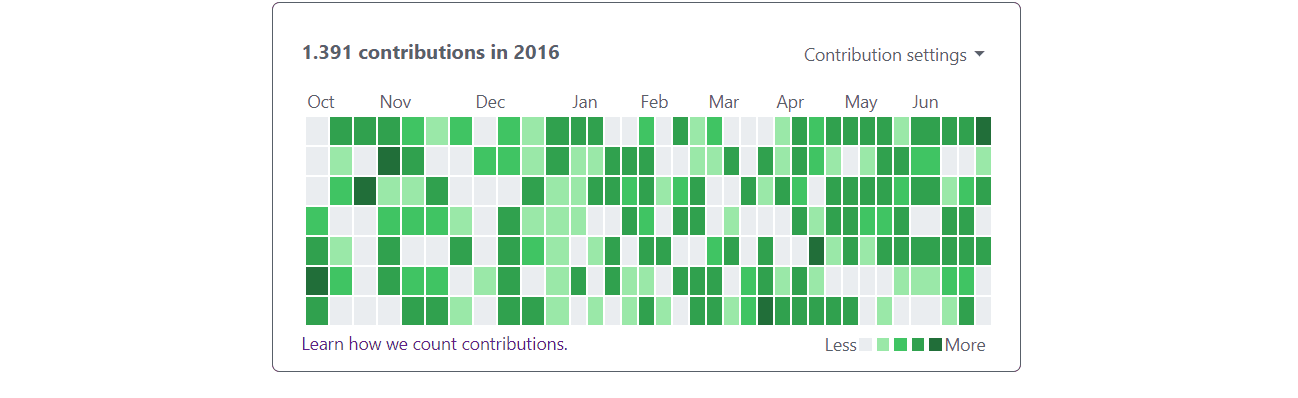 1.391 contributions in 2016
Contribution settings
Oct Nov Dec Jan Feb Mar Apr May Jun
Learn how we count contributions.
Less More